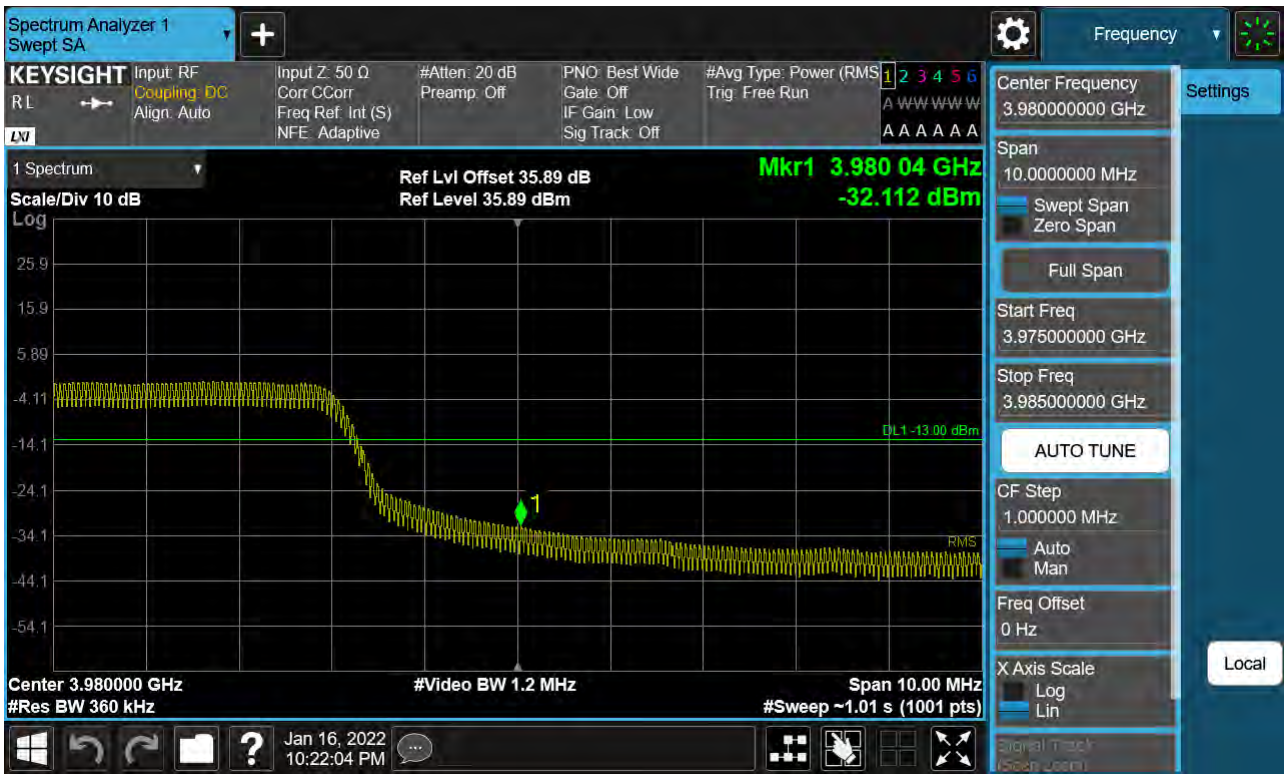 Spectrum Analyzer 1
Swept SA
Frequency
KEYSIGHT
RL
LXI
Input: RF
Coupling: DC
Align: Auto
Input Z: 50 Ω
Corr CCorr
Freq Ref: Int (S)
NFE: Adaptive
#Atten: 20 dB
Preamp: Off
PNO: Best Wide
Gate: Off
IF Gain: Low
Sig Track: Off
#Avg Type: Power (RMS
Trig: Free Run
1 2 3 4 5 6
A W W W W W
A A A A A A
1 Spectrum
Scale/Div 10 dB
Ref Lvl Offset 35.89 dB
Ref Level 35.89 dBm
Mkr1 3.980 04 GHz
-32.112 dBm
Log
25.9
15.9
5.89
-4.11
-14.1
-24.1
-34.1
-44.1
-54.1
DL1 -13.00 dBm
1
RMS
Center 3.980000 GHz
#Res BW 360 kHz
#Video BW 1.2 MHz
Span 10.00 MHz
#Sweep ~1.01 s (1001 pts)
Center Frequency
3.980000000 GHz
Settings
Span
10.0000000 MHz
Swept Span
Zero Span
Full Span
Start Freq
3.975000000 GHz
Stop Freq
3.985000000 GHz
AUTO TUNE
CF Step
1.000000 MHz
Auto
Man
Freq Offset
0 Hz
X Axis Scale
Log
Lin
Signal Track
(Span Zoom)
Local
Jan 16, 2022
10:22:04 PM